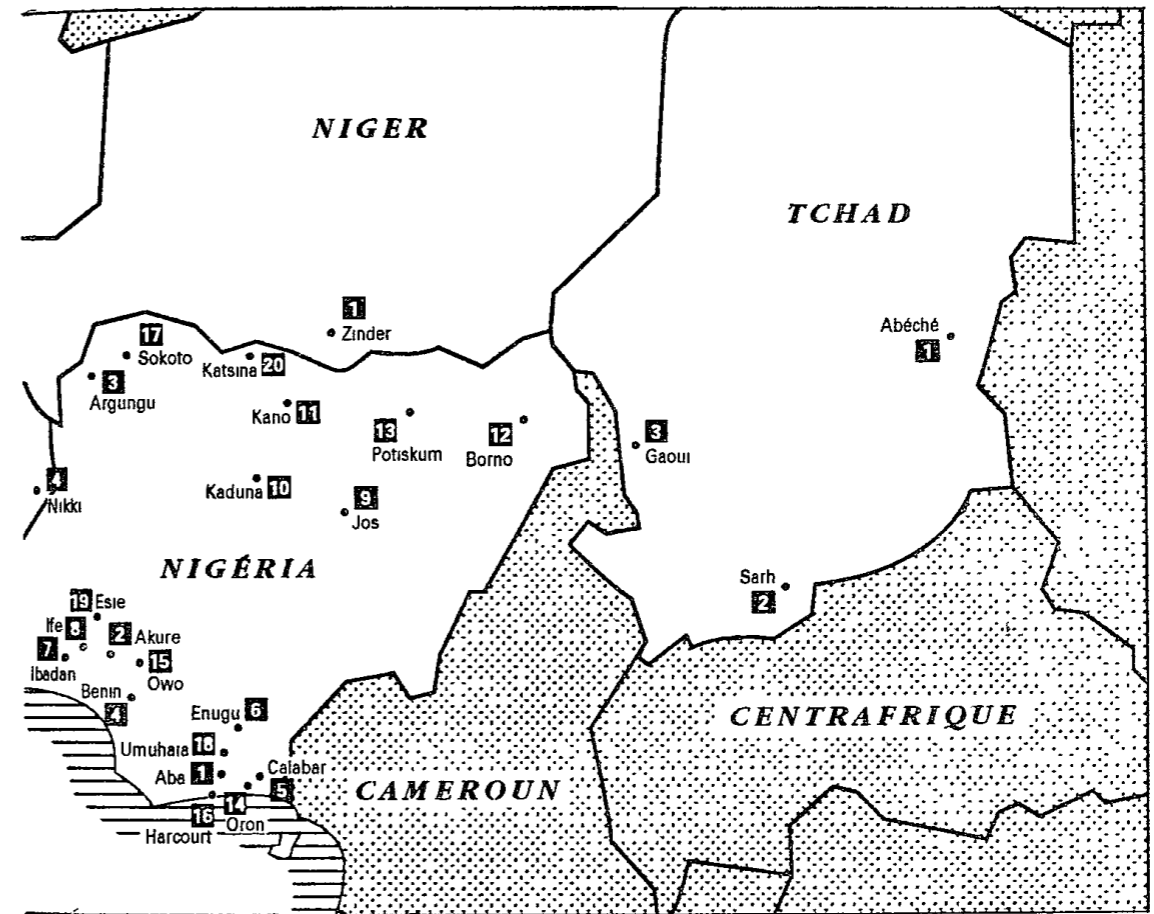 NIGER
TCHAD
1
Zinder
17
Sokoto
Katsina 20
Abéché
1
3
Argungu
Kano 11
13
Potiskum
12
Borno
3
Gaoui
4
Nikki
Kaduna 10
9
Jos
NIGÉRIA
Sarh
2
19 Esie
Ife 8
2 Akure
7
Ibadan
15
Owo
Benin
4
Enugu 6
CENTRAFRIQUE
Umuhara 18
Aba 1
Calabar
5
CAMEROUN
14
Oron
16
Harcourt